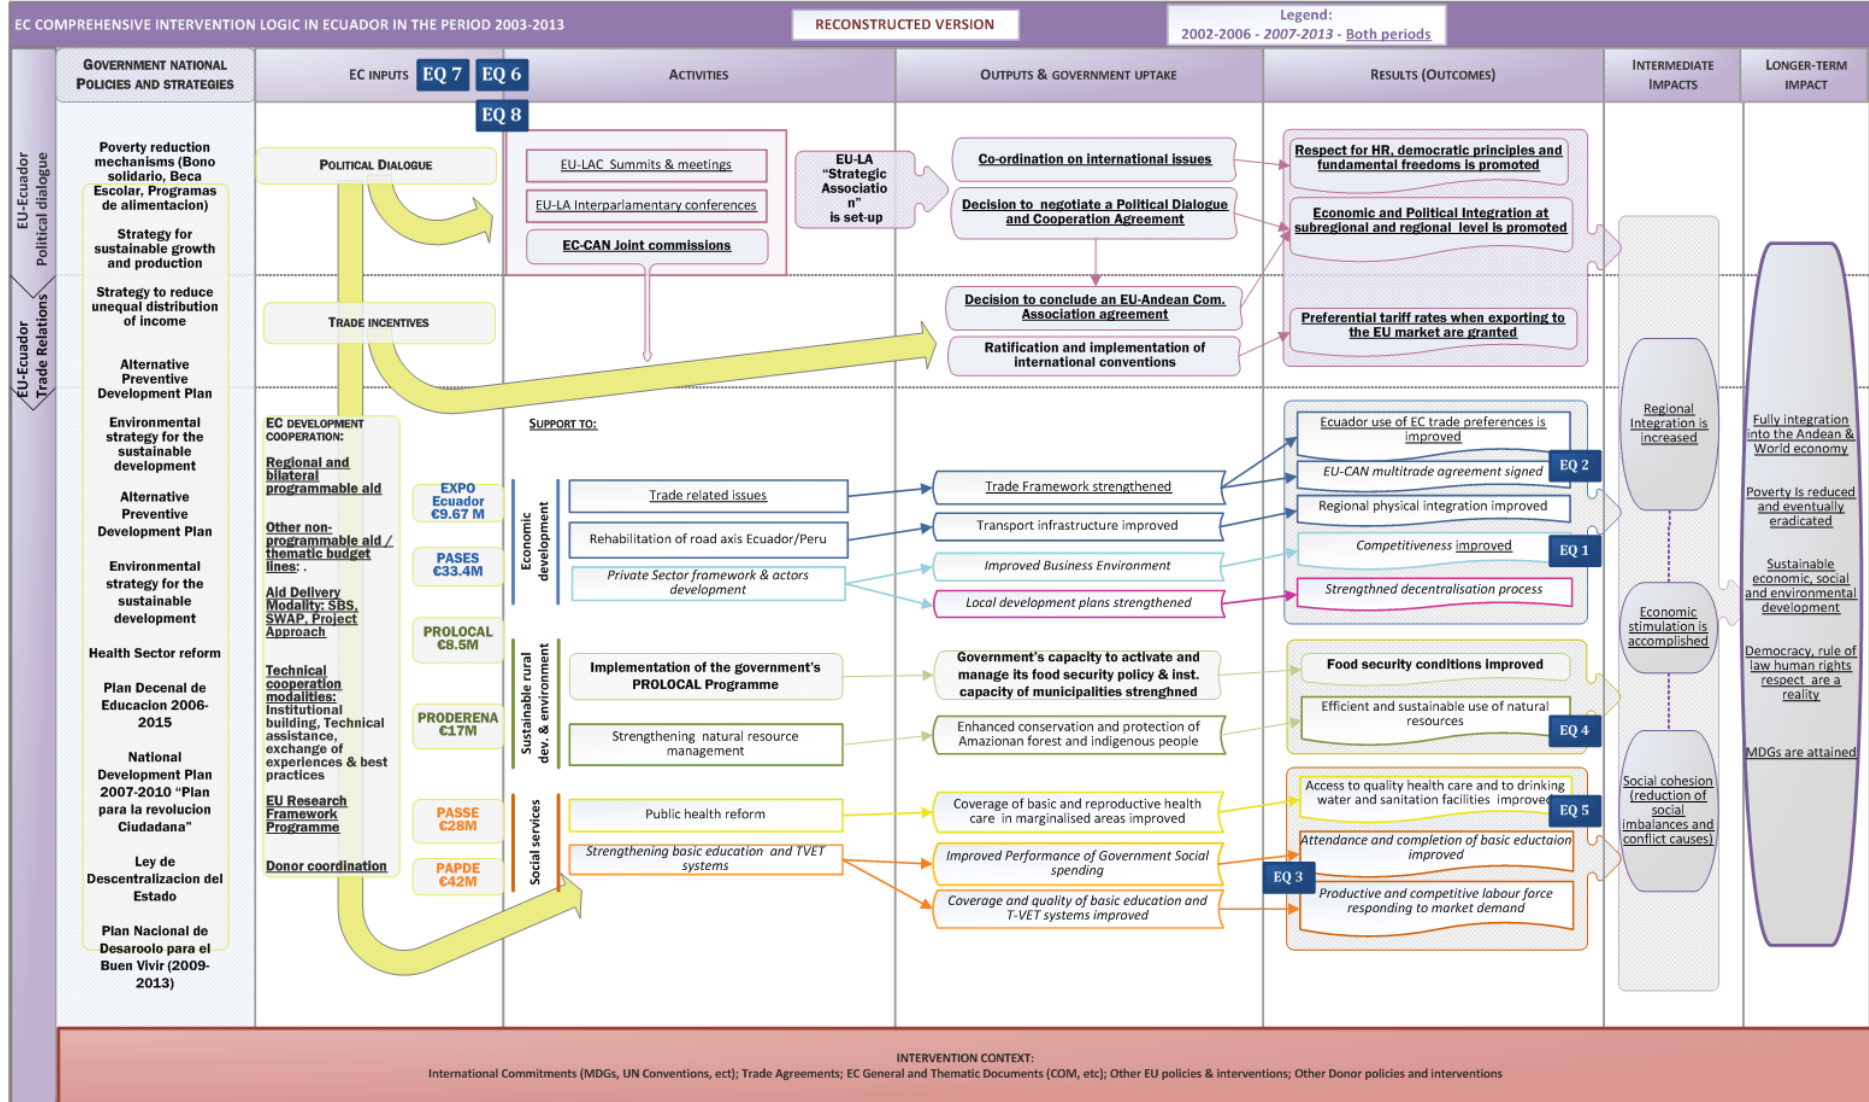 EC COMPREHENSIVE INTERVENTION LOGIC IN ECUADOR IN THE PERIOD 2003-2013
RECONSTRUCTED VERSION
Legend:
2002-2006 - 2007-2013 - Both periods
GOVERNMENT NATIONAL
POLICIES AND STRATEGIES
EC INPUTS
EQ 7
EQ 6
EQ 8
ACTIVITIES
OUTPUTS & GOVERNMENT UPTAKE
RESULTS (OUTCOMES)
INTERMEDIATE
IMPACTS
LONGER-TERM
IMPACT
EU-Ecuador
Political dialogue
EU-Ecuador
Trade Relations
Poverty reduction
mechanisms (Bono
solidario, Beca
Escolar, Programas
de alimentacion)
Strategy for
sustainable growth
and production
Strategy to reduce
unequal distribution
of income
Alternative
Preventive
Development Plan
Environmental
strategy for the
sustainable
development
Alternative
Preventive
Development Plan
Environmental
strategy for the
sustainable
development
Health Sector reform
Plan Decenal de
Educacion 2006-
2015
National
Development Plan
2007-2010 “Plan
para la revolucion
Ciudadana”
Ley de
Descentralizacion del
Estado
Plan Nacional de
Desaroolo para el
Buen Vivir (2009-
2013)
POLITICAL DIALOGUE
TRADE INCENTIVES
EC DEVELOPMENT
COOPERATION:
Regional and
bilateral
programmable aid
Other non-
programmable aid /
thematic budget
lines: .
Aid Delivery
Modality: SBS,
SWAP, Project
Approach
Technical
cooperation
modalities:
Institutional
building, Technical
assistance,
exchange of
experiences & best
practices
EU Research
Framework
Programme
Donor coordination
EXPO
Ecuador
€9.67 M
PASES
€33.4M
PROLOCAL
€8.5M
PRODERENA
€17M
PASSE
€28M
PAPDE
€42M
EU-LAC Summits & meetings
EU-LA Interparlamentary conferences
EC-CAN Joint commissions
SUPPORT TO:
Economic
development
Sustainable rural
dev. & environment
Social services
Trade related issues
Rehabilitation of road axis Ecuador/Peru
Private Sector framework & actors
development
Implementation of the government’s
PROLOCAL Programme
Strengthening natural resource
management
Public health reform
Strengthening basic education and TVET
systems
EU-LA
“Strategic
Associatio
n”
is set-up
Co-ordination on international issues
Decision to negotiate a Political Dialogue
and Cooperation Agreement
Decision to conclude an EU-Andean Com.
Association agreement
Ratification and implementation of
international conventions
Trade Framework strengthened
Transport infrastructure improved
Improved Business Environment
Local development plans strengthened
Government’s capacity to activate and
manage its food security policy & inst.
capacity of municipalities strenghned
Enhanced conservation and protection of
Amazionan forest and indigenous people
Coverage of basic and reproductive health
care in marginalised areas improved
Improved Performance of Government Social
spending
Coverage and quality of basic education and
T-VET systems improved
Respect for HR, democratic principles and
fundamental freedoms is promoted
Economic and Political Integration at
subregional and regional level is promoted
Preferential tariff rates when exporting to
the EU market are granted
Ecuador use of EC trade preferences is
improved
EQ 2
EU-CAN multitrade agreement signed
Regional physical integration improved
Competitiveness improved
EQ 1
Strengthned decentralisation process
Food security conditions improved
Efficient and sustainable use of natural
resources
EQ 4
Access to quality health care and to drinking
water and sanitation facilities improved
EQ 5
Attendance and completion of basic eductaion
improved
EQ 3
Productive and competitive labour force
responding to market demand
Regional
Integration is
increased
Economic
stimulation is
accomplished
Social cohesion
(reduction of
social
imbalances and
conflict causes)
Fully integration
into the Andean &
World economy
Poverty Is reduced
and eventually
eradicated
Sustainable
economic, social
and environmental
development
Democracy, rule of
law human rights
respect are a
reality
MDGs are attained
INTERVENTION CONTEXT:
International Commitments (MDGs, UN Conventions, ect); Trade Agreements; EC General and Thematic Documents (COM, etc); Other EU policies & interventions; Other Donor policies and interventions